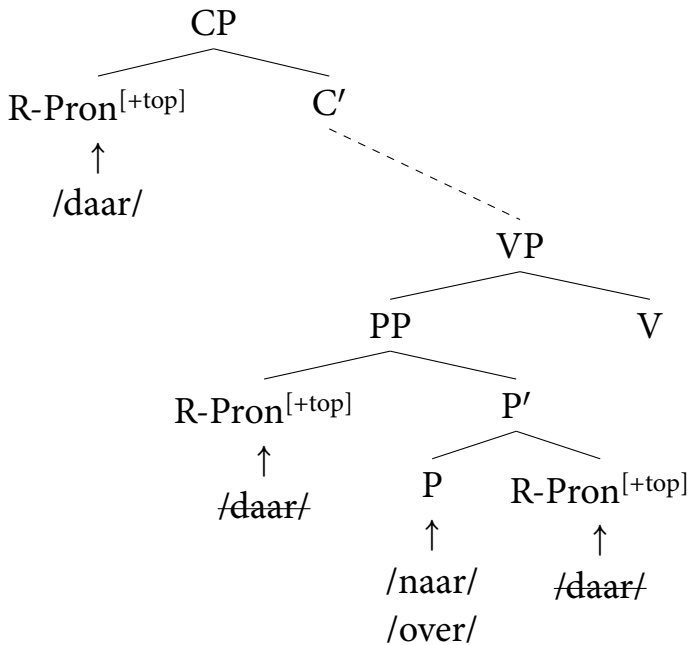 CP
R-Pron[+top] C′
↑
/daar/
VP
PP V
R-Pron[+top] P′
↑
/daar/
P R-Pron[+top]
↑ ↑
/naar/ /daar/
/over/